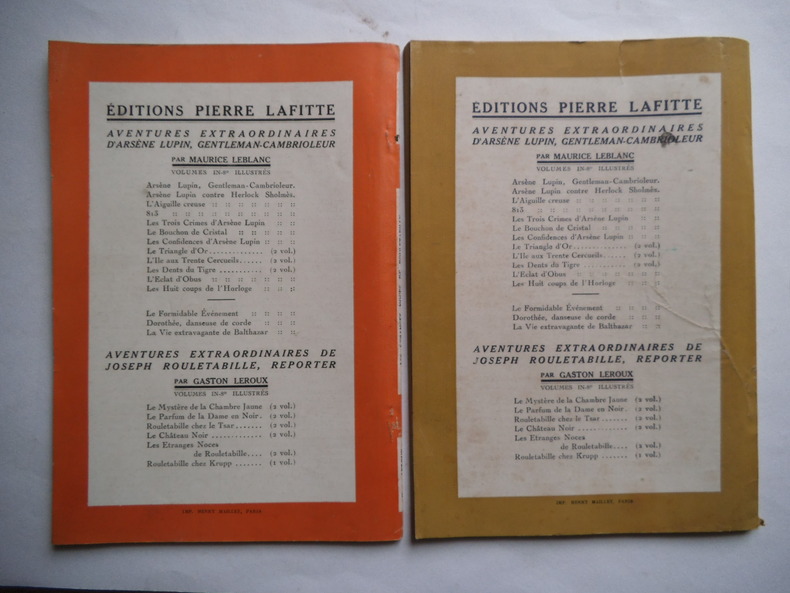 ÉDITIONS PIERRE LAFITTE
AVENTURES EXTRAORDINAIRES
D'ARSÈNE LUPIN, GENTLEMAN-CAMBRIOLEUR
PAR MAURICE LEBLANC
VOLUMES IN-8° ILLUSTRÉS
Arsène Lupin, Gentleman-Cambrioleur.
Arsène Lupin contre Herlock Sholmès.
L'Aiguille creuse :: :: :: :: :: :: ::
813 :: :: :: :: :: :: :: :: :: ::
Les Trois Crimes d'Arsène Lupin :: ::
Le Bouchon de Cristal :: :: :: ::
Les Confidences d'Arsène Lupin :: :: ::
Le Triangle d'Or............... (2 vol.)
L'Ile aux Trente Cercueils...... (2 vol.)
Les Dents du Tigre ........... (2 vol.)
L'Eclat d'Obus :: :: :: :: :: :: ::
Les Huit coups de l'Horloge :: :: ::
Le Formidable Événement :: :: :: ::
Dorothée, danseuse de corde :: :: ::
La Vie extravagante de Balthazar :: ::
AVENTURES EXTRAORDINAIRES DE
JOSEPH ROULETABILLE, REPORTER
PAR GASTON LEROUX
VOLUMES IN-8° ILLUSTRÉS
Le Mystère de la Chambre Jaune (2 vol.)
Le Parfum de la Dame en Noir. (2 vol.)
Rouletabille chez le Tsar....... (2 vol.)
Le Château Noir ............. (2 vol.)
Les Etranges Noces
de Rouletabille.... (2 vol.)
Rouletabille chez Krupp ....... (1 vol.)
IMP. HENRY MAILLET, PARIS
ÉDITIONS PIERRE LAFITTE
AVENTURES EXTRAORDINAIRES
D'ARSÈNE LUPIN, GENTLEMAN-CAMBRIOLEUR
PAR MAURICE LEBLANC
VOLUMES IN-8° ILLUSTRÉS
Arsène Lupin, Gentleman-Cambrioleur.
Arsène Lupin contre Herlock Sholmès.
L'Aiguille creuse :: :: :: :: :: :: ::
813 :: :: :: :: :: :: :: :: :: ::
Les Trois Crimes d'Arsène Lupin :: ::
Le Bouchon de Cristal :: :: :: ::
Les Confidences d'Arsène Lupin :: :: ::
Le Triangle d'Or............... (2 vol.)
L'Ile aux Trente Cercueils...... (2 vol.)
Les Dents du Tigre ........... (2 vol.)
L'Eclat d'Obus :: :: :: :: :: :: ::
Les Huit coups de l'Horloge :: :: ::
Le Formidable Événement :: :: :: ::
Dorothée, danseuse de corde :: :: ::
La Vie extravagante de Balthazar :: ::
AVENTURES EXTRAORDINAIRES DE
JOSEPH ROULETABILLE, REPORTER
PAR GASTON LEROUX
VOLUMES IN-8° ILLUSTRÉS
Le Mystère de la Chambre Jaune (2 vol.)
Le Parfum de la Dame en Noir. (2 vol.)
Rouletabille chez le Tsar....... (2 vol.)
Le Château Noir ............. (2 vol.)
Les Etranges Noces
de Rouletabille.... (2 vol.)
Rouletabille chez Krupp ....... (1 vol.)
IMP. HENRY MAILLET, PARIS